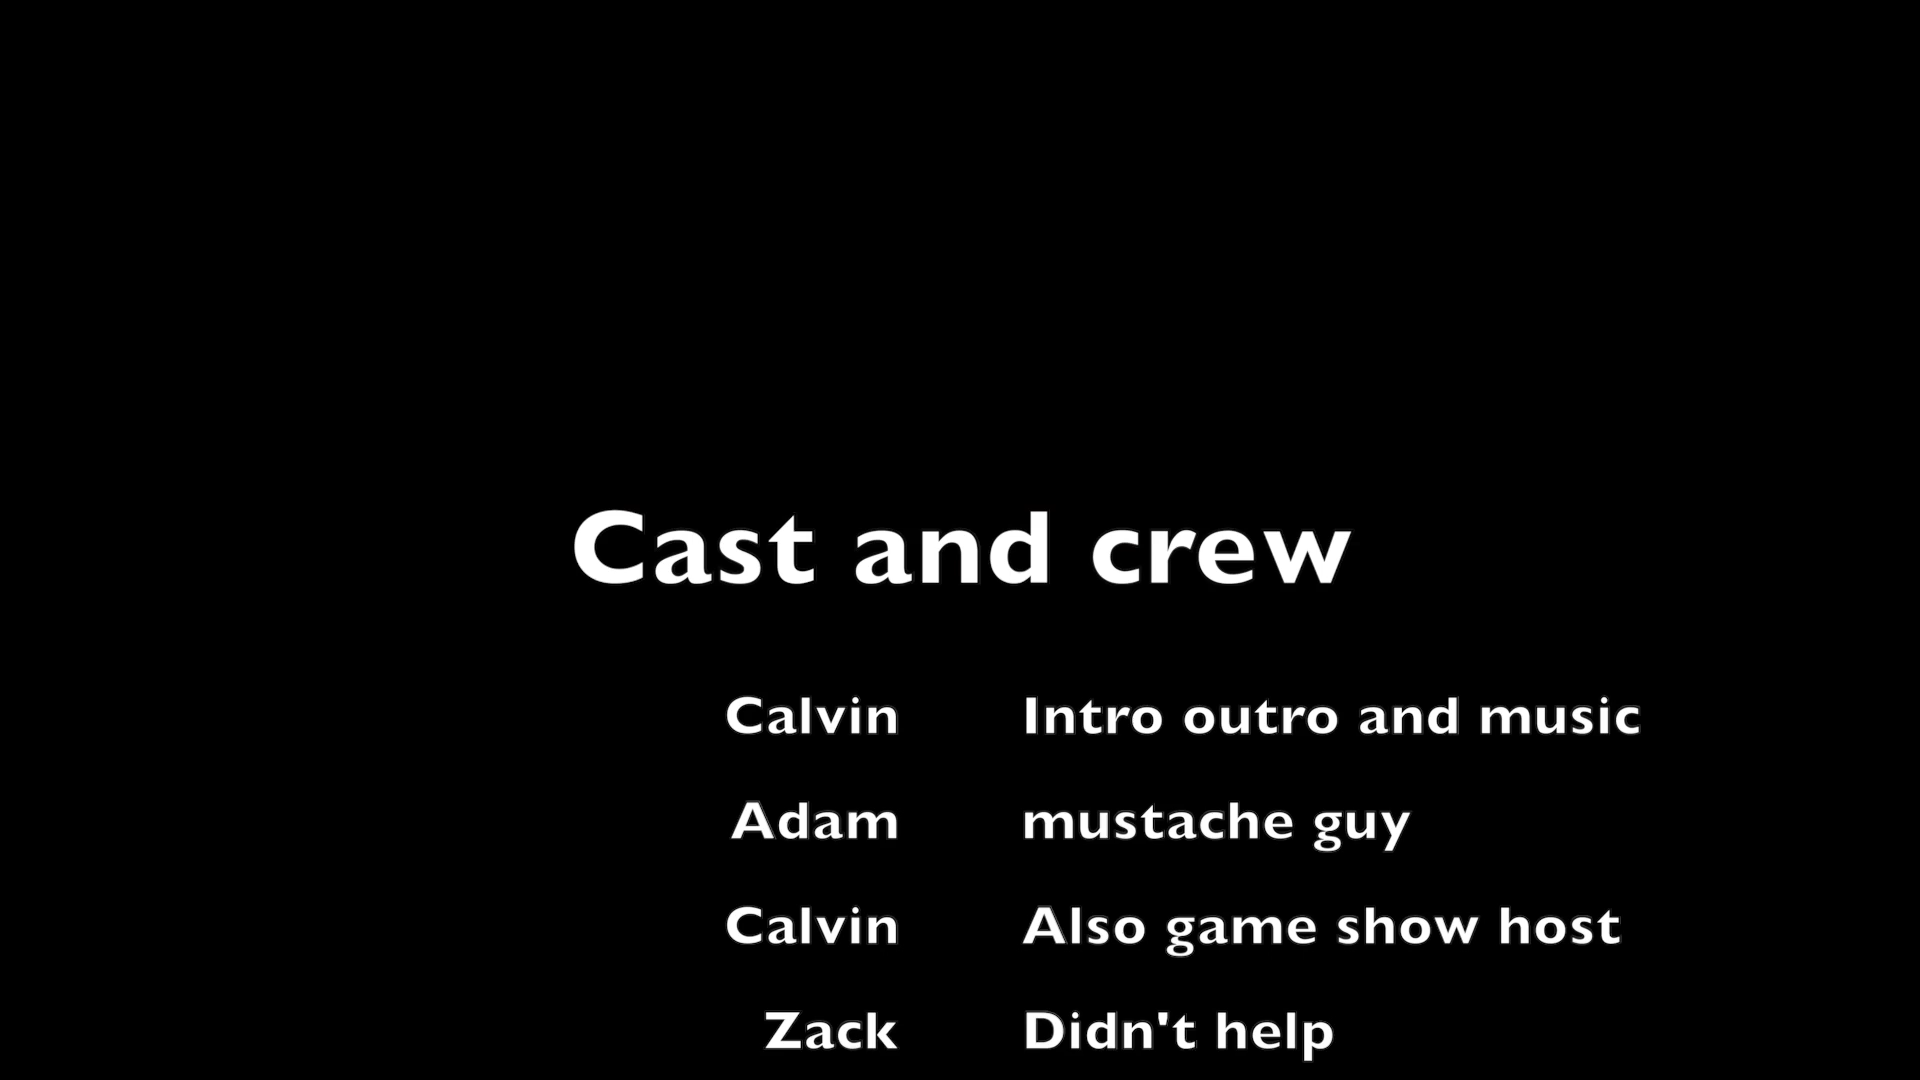 Cast and crew
Calvin Intro outro and music
Adam mustache guy
Calvin Also game show host
Zack Didn't help